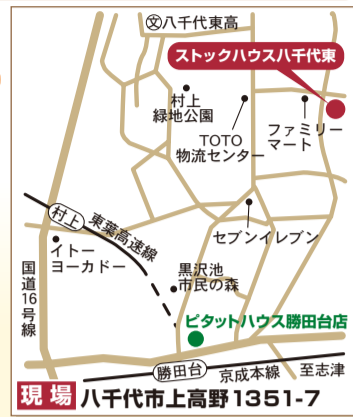 文 八千代東高
ストックハウス八千代東
村上
緑地公園
TOTO
物流センター
ファミリー
マート
村上
東葉高速線
セブンイレブン
イトー
ヨーカドー
国道16号線
黒沢池
市民の森
ピタットハウス勝田台店
勝田台
京成本線
至志津
現場 八千代市上高野1351-7